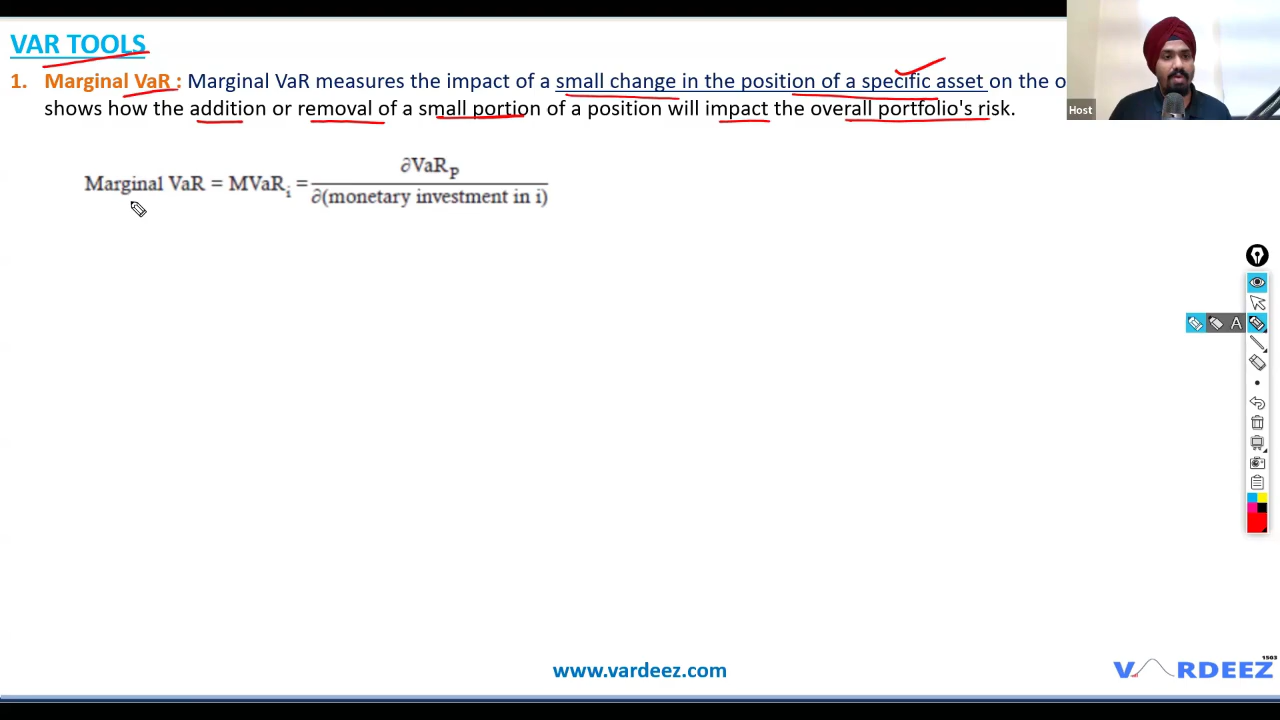 VAR TOOLS
1. Marginal VaR : Marginal VaR measures the impact of a small change in the position of a specific asset on the
shows how the addition or removal of a small portion of a position will impact the overall portfolio's risk.
Marginal VaR = MVaRᵢ = ∂VaRₚ / ∂(monetary investment in i)
Host
A
www.vardeez.com
VARDEEZ
1503